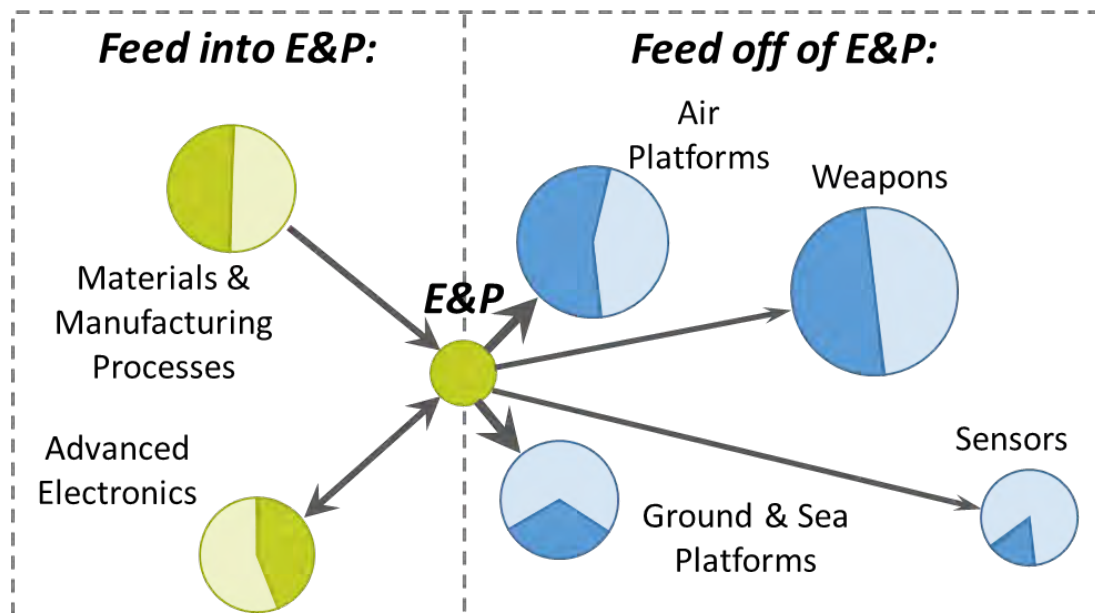 Feed into E&P:
Feed off of E&P:
Air
Platforms
Weapons
Materials &
Manufacturing
Processes
E&P
Advanced
Electronics
Sensors
Ground & Sea
Platforms